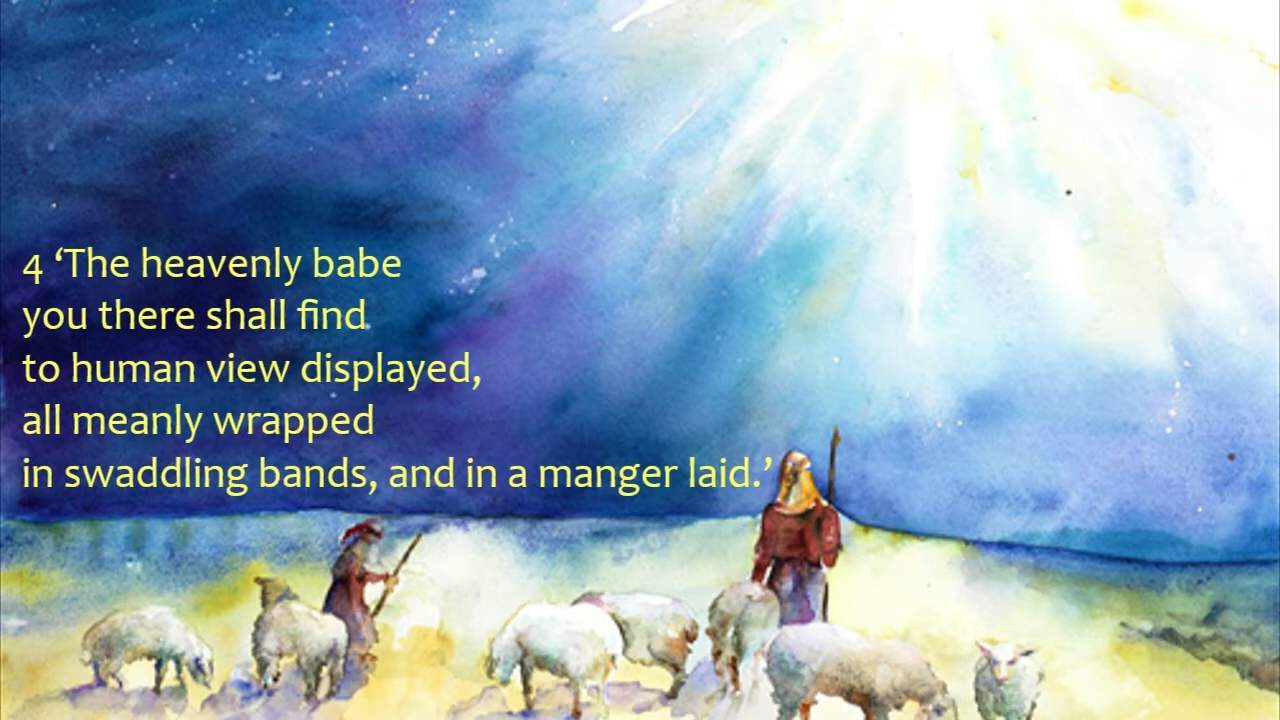 4 ‘The heavenly babe
you there shall find
to human view displayed,
all meanly wrapped
in swaddling bands, and in a manger laid.’